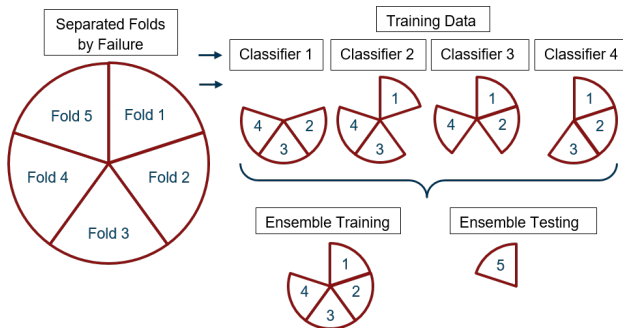 Separated Folds
by Failure
Training Data
Classifier 1
Classifier 2
Classifier 3
Classifier 4
Fold 5
Fold 1
Fold 4
Fold 2
Fold 3
4
2
3
1
4
3
1
4
2
1
2
3
Ensemble Training
Ensemble Testing
1
4
2
3
5